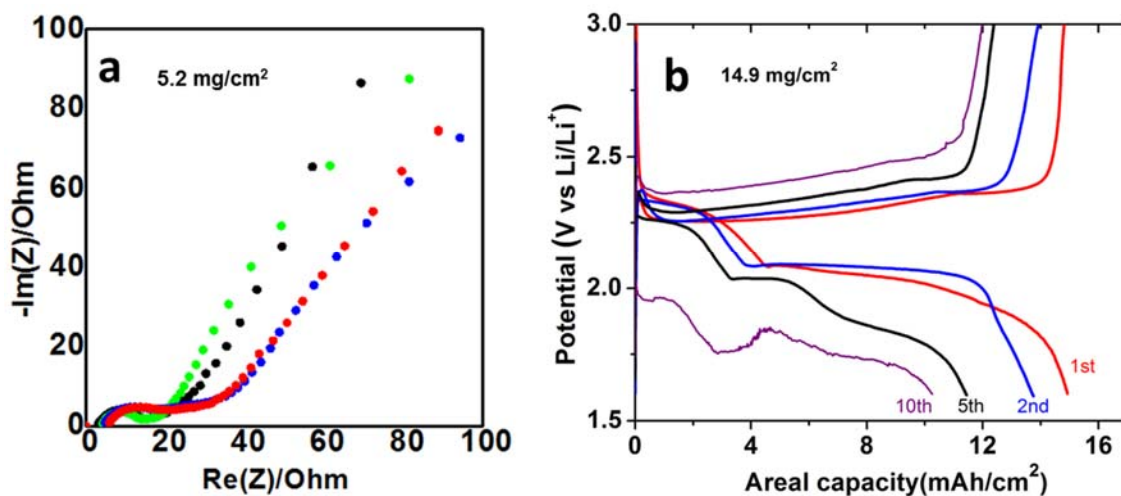 a
5.2 mg/cm²
100
80
60
40
20
0
-Im(Z)/Ohm
0 20 40 60 80 100
Re(Z)/Ohm
b
14.9 mg/cm²
3.0
2.5
2.0
1.5
Potential (V vs Li/Li⁺)
1st
10th 5th 2nd
0 4 8 12 16
Areal capacity(mAh/cm²)